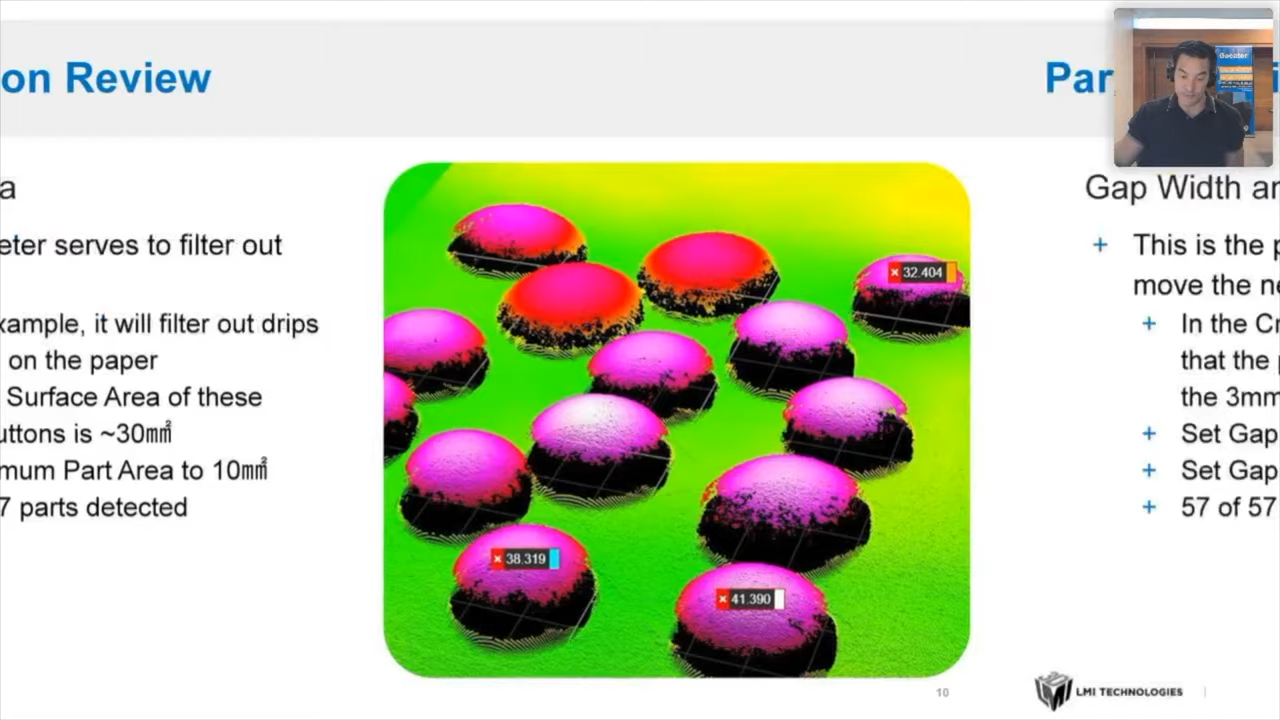 on Review
a
eter serves to filter out
xample, it will filter out drips
on the paper
Surface Area of these
uttons is ~30㎟
mum Part Area to 10㎟
7 parts detected
32.404
38.319
41.390
10
Par
Gocator
Gap Width an
+ This is the p
move the ne
+ In the Cr
that the p
the 3mm
+ Set Gap
+ Set Gap
+ 57 of 57
LMI TECHNOLOGIES